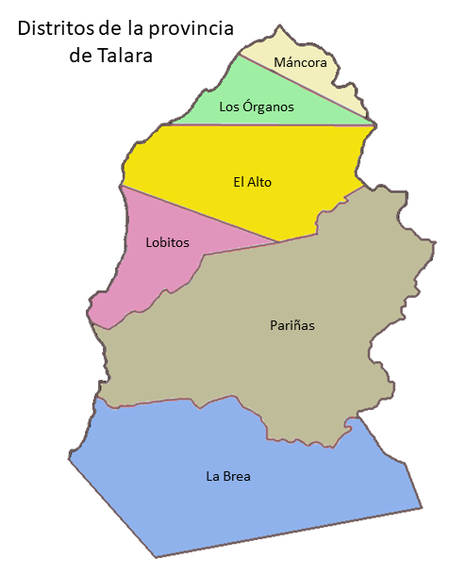 Distritos de la provincia
de Talara
Máncora
Los Órganos
El Alto
Lobitos
Pariñas
La Brea